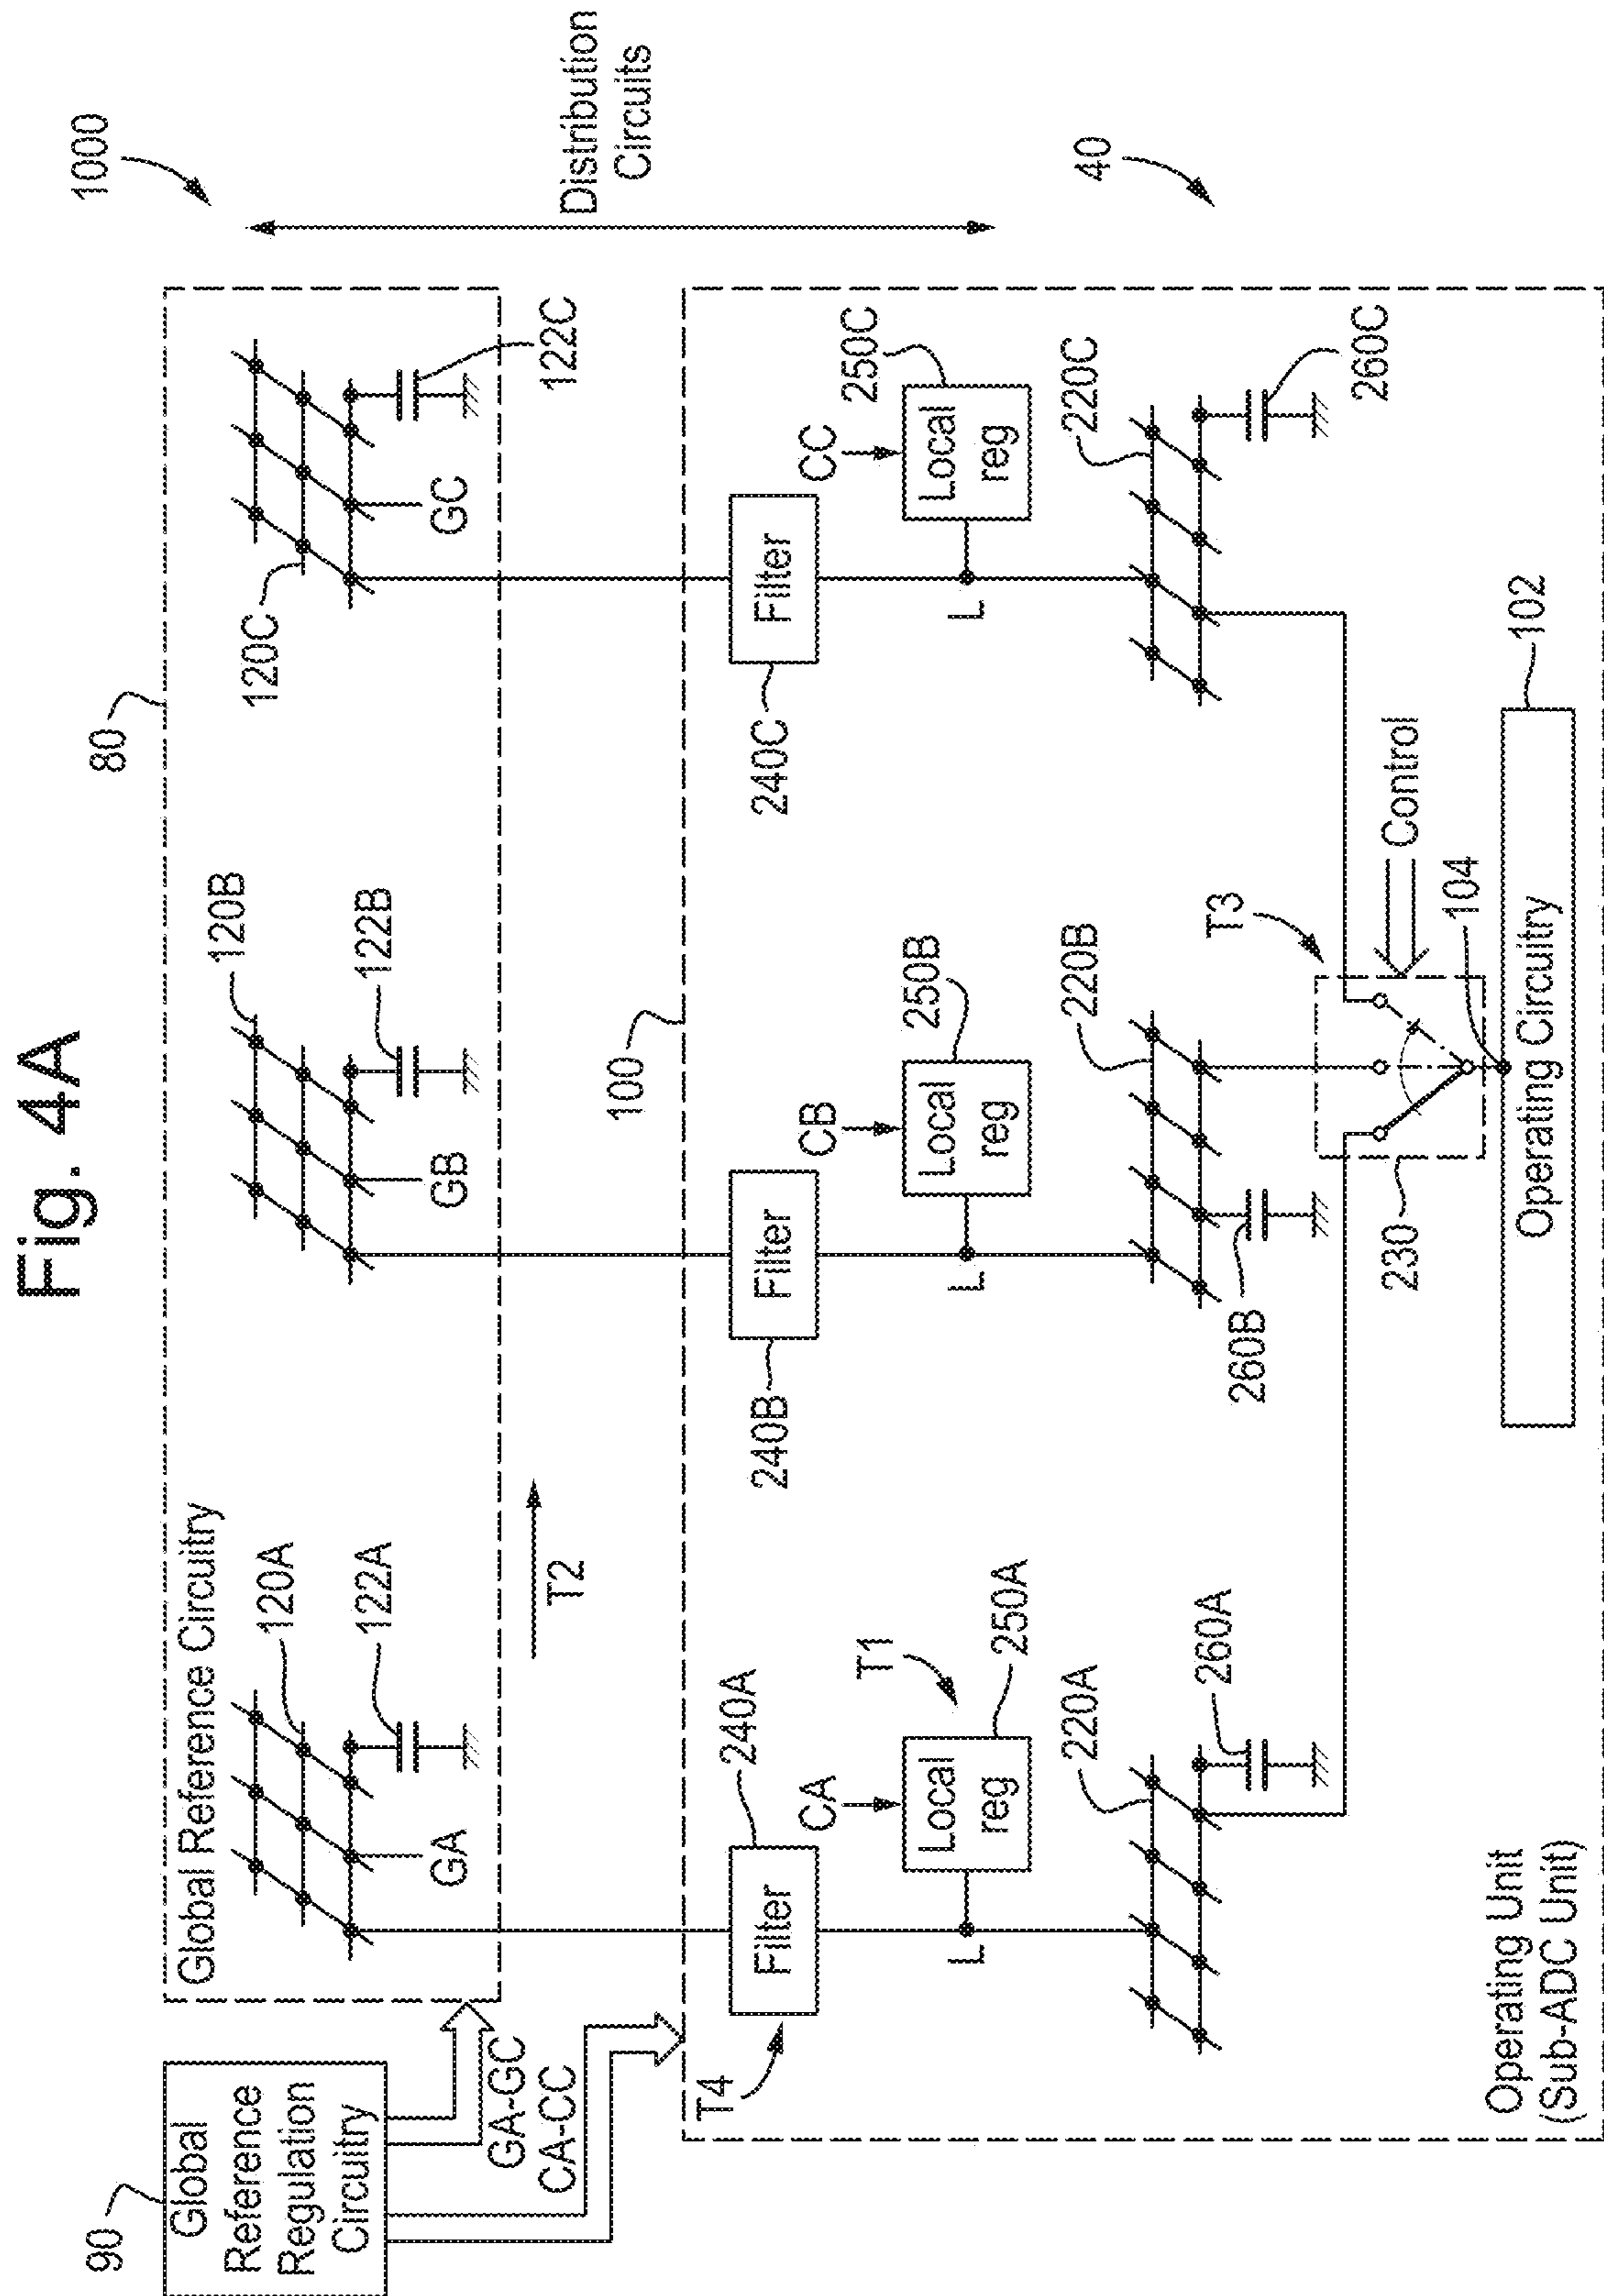 Fig. 4A
1000
80
90
Global
Reference
Regulation
Circuitry
Global Reference Circuitry
120A
122A
GA
120B
122B
GB
120C
122C
GC
GA-GC
CA-CC
T2
Distribution
Circuits
100
40
T4
Filter
240A
CA
T1
Local
reg
250A
L
220A
260A
Filter
240B
CB
Local
reg
250B
L
220B
260B
Filter
240C
CC
Local
reg
250C
L
220C
260C
T3
230
Control
104
102
Operating Circuitry
Operating Unit
(Sub-ADC Unit)